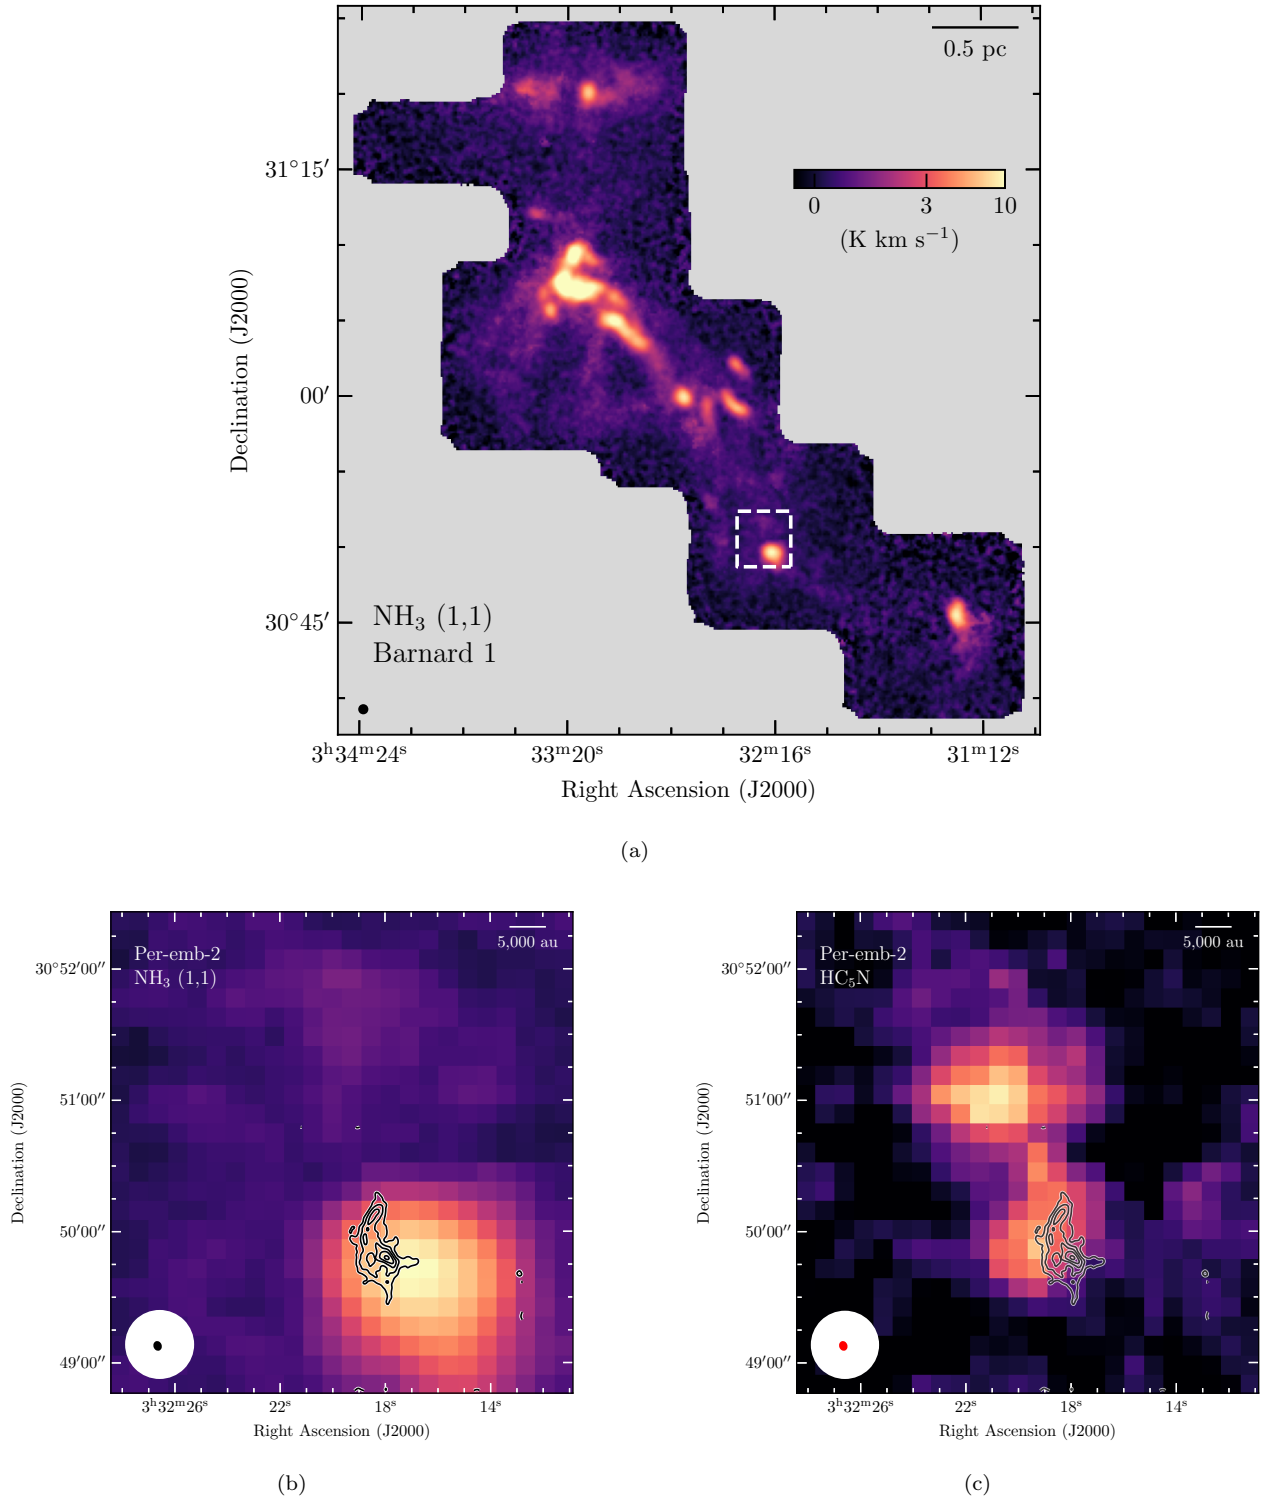 0.5 pc
31°15′
0 3 10
(K km s⁻¹)
Declination (J2000)
00′
30°45′
NH₃ (1,1)
Barnard 1
3ʰ34ᵐ24ˢ 33ᵐ20ˢ 32ᵐ16ˢ 31ᵐ12ˢ
Right Ascension (J2000)
(a)
Per-emb-2
NH₃ (1,1)
5,000 au
30°52′00″
51′00″
50′00″
49′00″
Declination (J2000)
3ʰ32ᵐ26ˢ 22ˢ 18ˢ 14ˢ
Right Ascension (J2000)
(b)
Per-emb-2
HC₅N
5,000 au
30°52′00″
51′00″
50′00″
49′00″
Declination (J2000)
3ʰ32ᵐ26ˢ 22ˢ 18ˢ 14ˢ
Right Ascension (J2000)
(c)